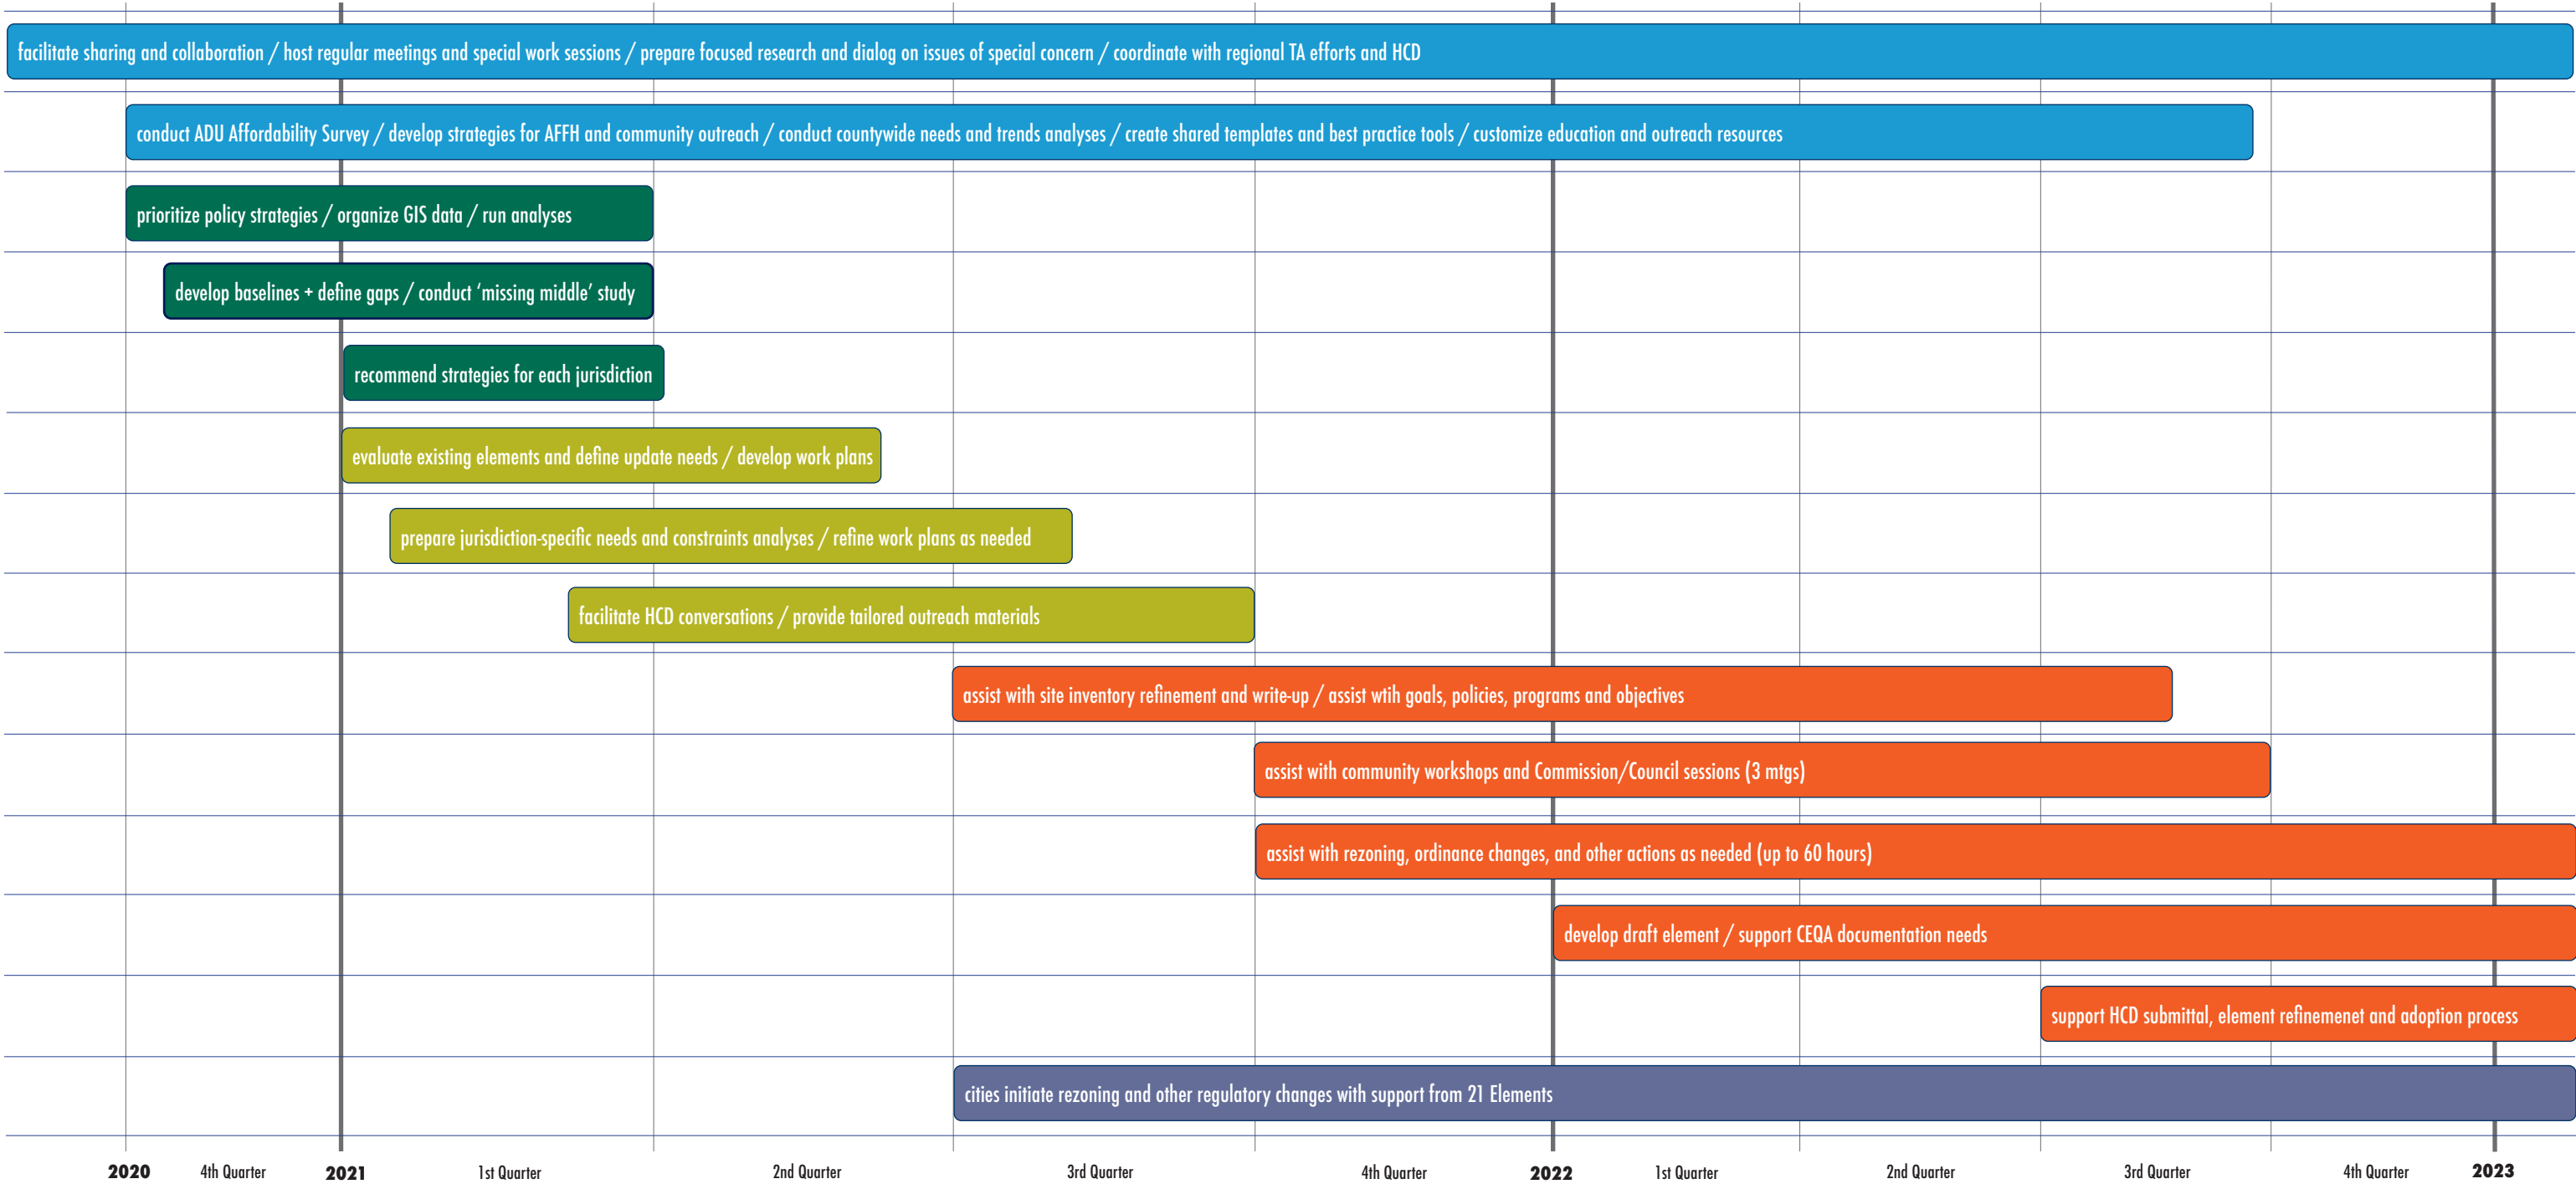 facilitate sharing and collaboration / host regular meetings and special work sessions / prepare focused research and dialog on issues of special concern / coordinate with regional TA efforts and HCD
conduct ADU Affordability Survey / develop strategies for AFFH and community outreach / conduct countywide needs and trends analyses / create shared templates and best practice tools / customize education and outreach resources
prioritize policy strategies / organize GIS data / run analyses
develop baselines + define gaps / conduct ‘missing middle’ study
recommend strategies for each jurisdiction
evaluate existing elements and define update needs / develop work plans
prepare jurisdiction-specific needs and constraints analyses / refine work plans as needed
facilitate HCD conversations / provide tailored outreach materials
assist with site inventory refinement and write-up / assist wtih goals, policies, programs and objectives
assist with community workshops and Commission/Council sessions (3 mtgs)
assist with rezoning, ordinance changes, and other actions as needed (up to 60 hours)
develop draft element / support CEQA documentation needs
support HCD submittal, element refinemenet and adoption process
cities initiate rezoning and other regulatory changes with support from 21 Elements
2020 4th Quarter 2021 1st Quarter 2nd Quarter 3rd Quarter 4th Quarter 2022 1st Quarter 2nd Quarter 3rd Quarter 4th Quarter 2023